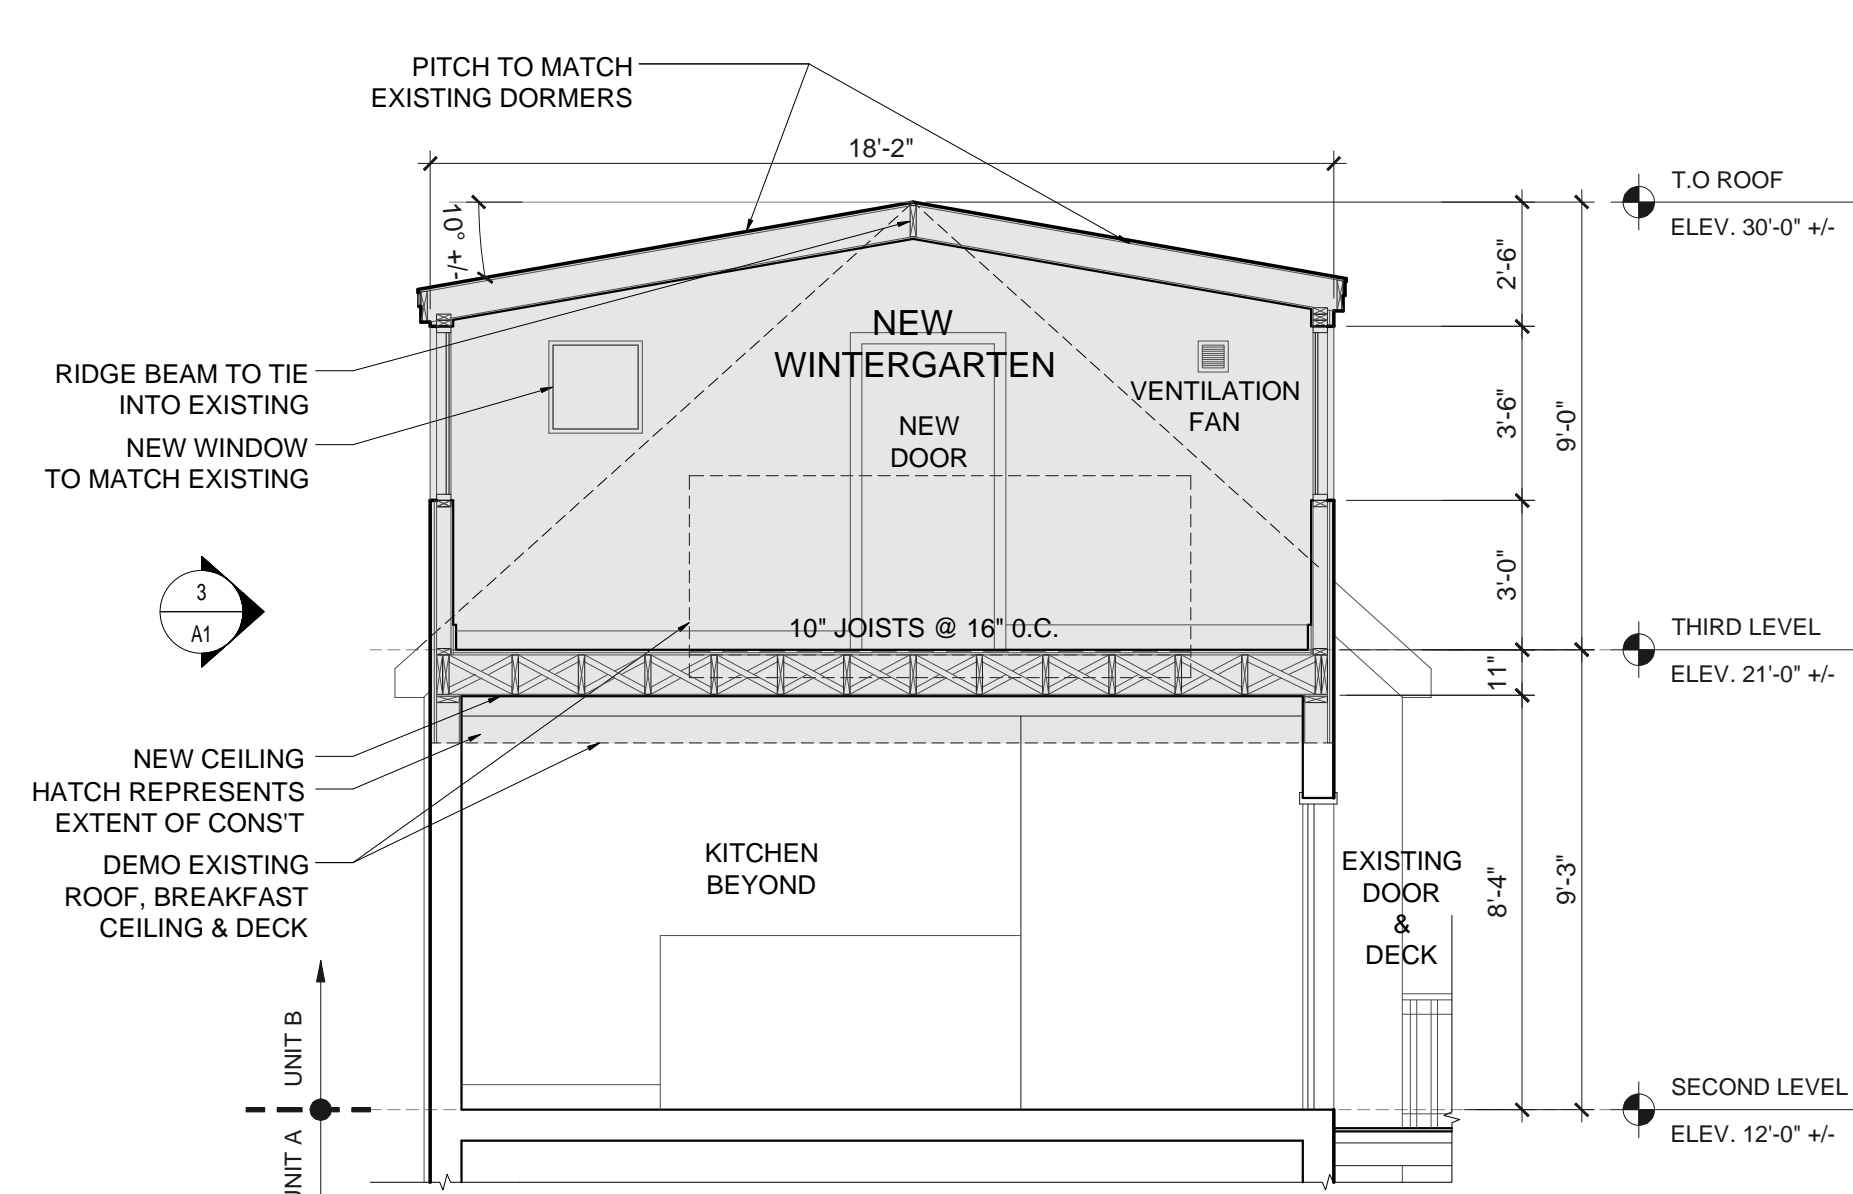 PITCH TO MATCH
EXISTING DORMERS
18'-2"
T.O ROOF
ELEV. 30'-0" +/-
10° +/-
2'-6"
NEW
WINTERGARTEN
RIDGE BEAM TO TIE
INTO EXISTING
VENTILATION
FAN
3'-6"
9'-0"
NEW
DOOR
NEW WINDOW
TO MATCH EXISTING
3
A1
3'-0"
10" JOISTS @ 16" 0.C.
THIRD LEVEL
ELEV. 21'-0" +/-
11"
NEW CEILING
HATCH REPRESENTS
EXTENT OF CONS'T
DEMO EXISTING
ROOF, BREAKFAST
CEILING & DECK
KITCHEN
BEYOND
EXISTING
DOOR
&
DECK
8'-4"
9'-3"
UNIT B
SECOND LEVEL
ELEV. 12'-0" +/-
UNIT A